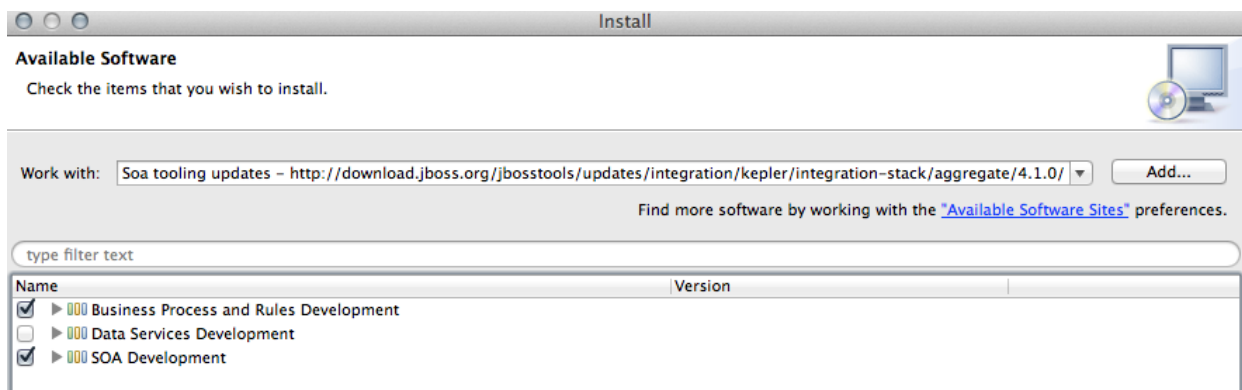 Install
Available Software
Check the items that you wish to install.
Work with: Soa tooling updates – http://download.jboss.org/jbosstools/updates/integration/kepler/integration-stack/aggregate/4.1.0/ Add...
Find more software by working with the "Available Software Sites" preferences.
type filter text
Name Version
Business Process and Rules Development
Data Services Development
SOA Development